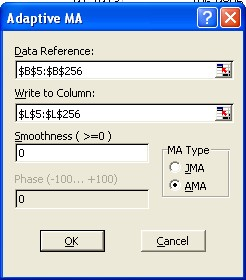 Adaptive MA
Data Reference:
$B$5:$B$256
Write to Column:
$L$5:$L$256
Smoothness ( >=0 )
0
Phase (-100... +100)
0
MA Type
JMA
AMA
OK
Cancel